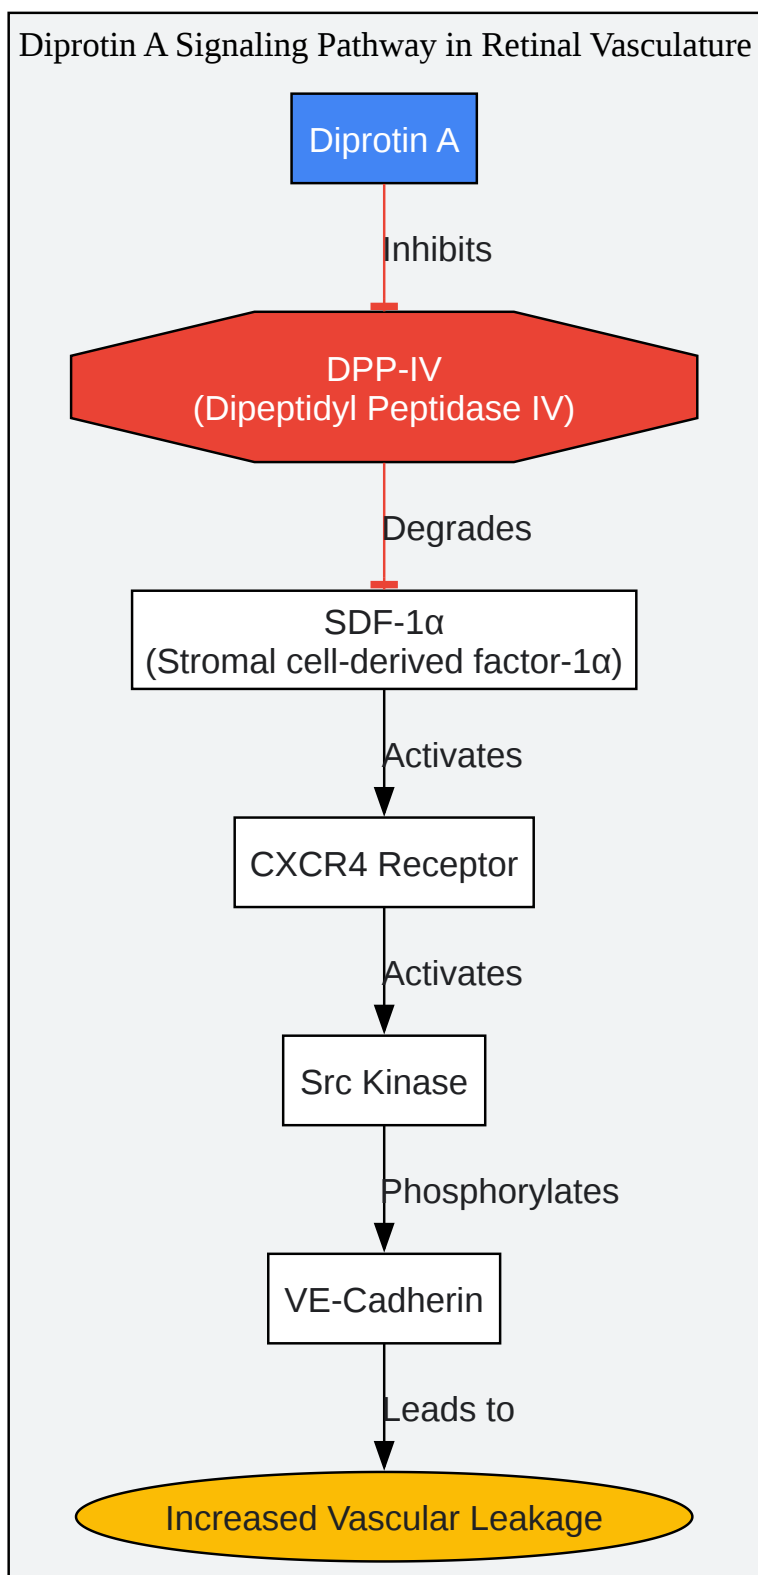 Diprotin A Signaling Pathway in Retinal Vasculature
Diprotin A
Inhibits
DPP-IV
(Dipeptidyl Peptidase IV)
Degrades
SDF-1α
(Stromal cell-derived factor-1α)
Activates
CXCR4 Receptor
Activates
Src Kinase
Phosphorylates
VE-Cadherin
Leads to
Increased Vascular Leakage